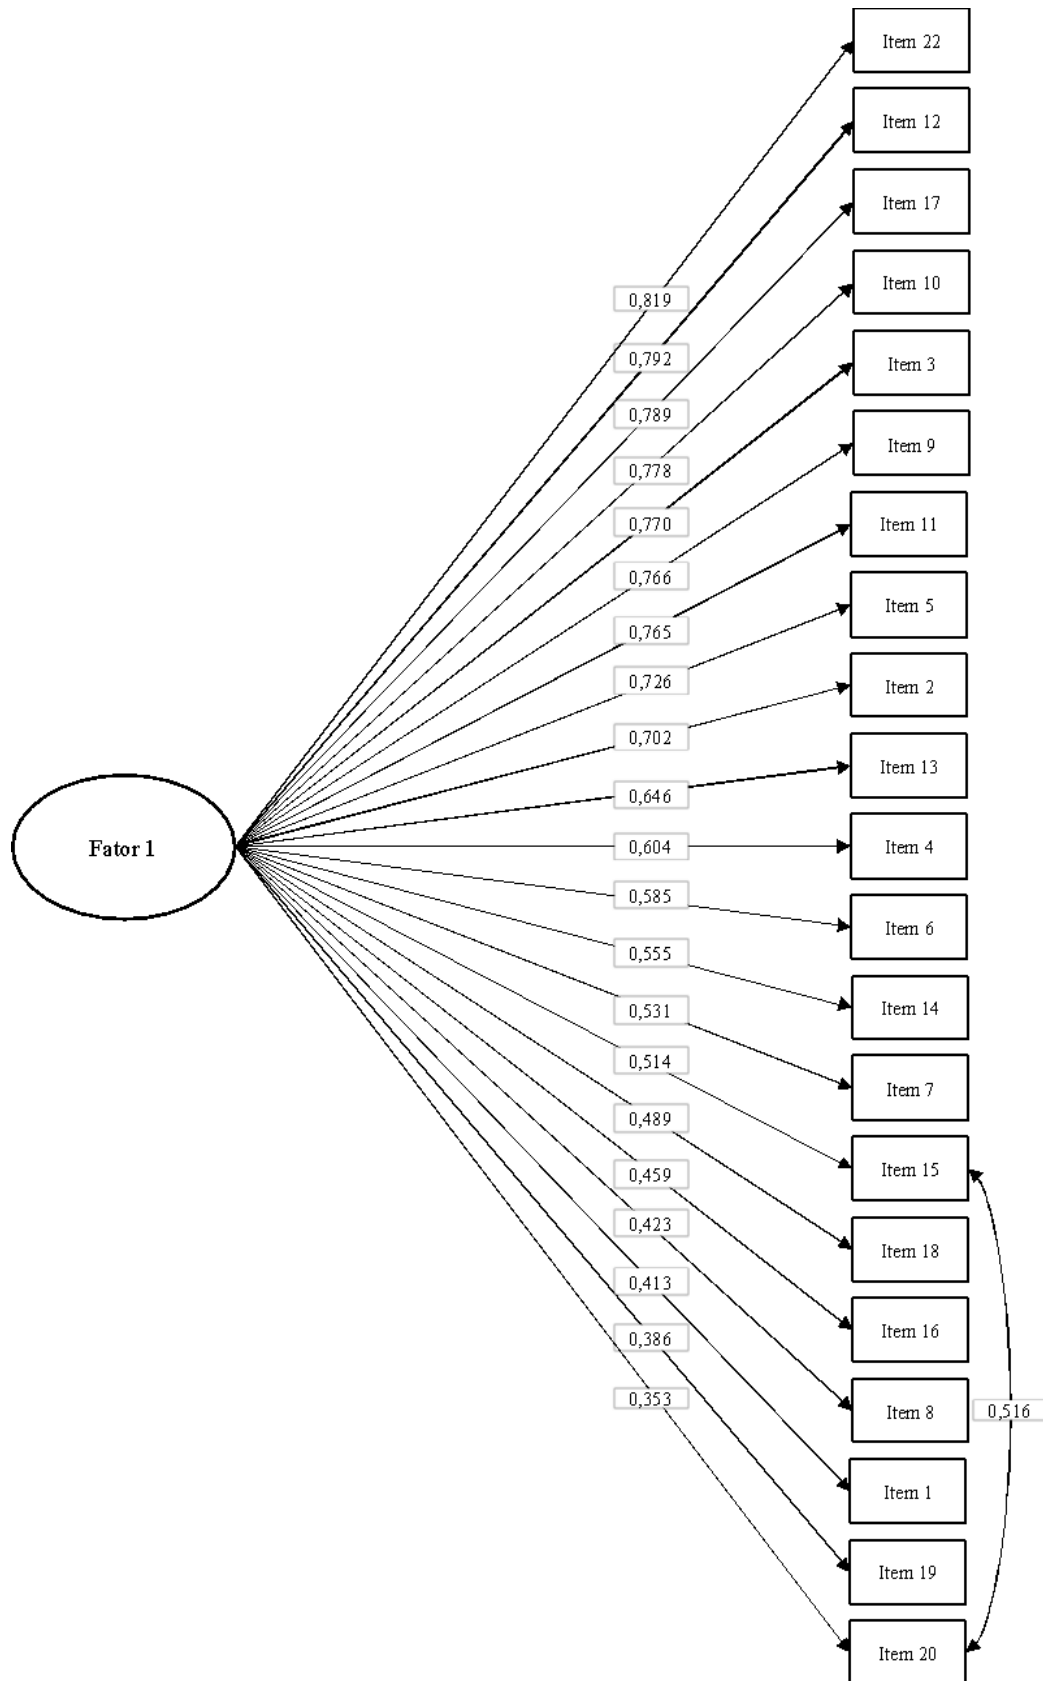 Item 22
Item 12
Item 17
Item 10
0,819
Item 3
0,792
0,789
Item 9
0,778
0,770
Item 11
0,766
Item 5
0,765
0,726
Item 2
0,702
Item 13
0,646
Fator 1
0,604
Item 4
0,585
Item 6
0,555
0,531
Item 14
0,514
Item 7
0,489
0,459
Item 15
0,423
Item 18
0,413
0,386
Item 16
0,353
Item 8
0,516
Item 1
Item 19
Item 20